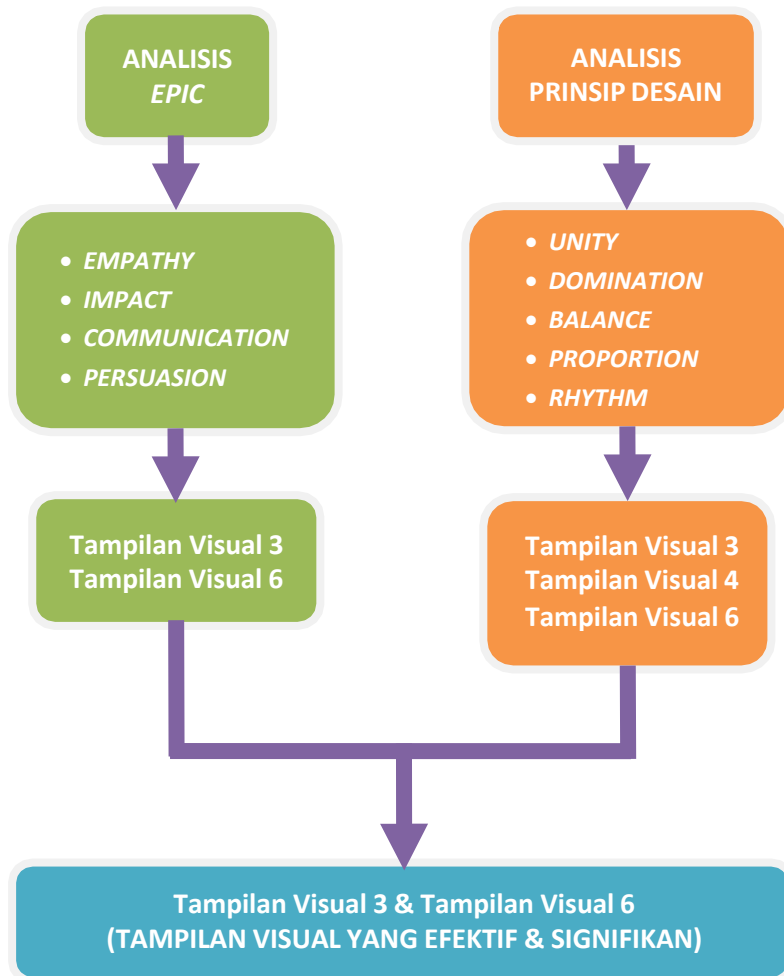 ANALISIS
EPIC
ANALISIS
PRINSIP DESAIN
• EMPATHY
• IMPACT
• COMMUNICATION
• PERSUASION
• UNITY
• DOMINATION
• BALANCE
• PROPORTION
• RHYTHM
Tampilan Visual 3
Tampilan Visual 6
Tampilan Visual 3
Tampilan Visual 4
Tampilan Visual 6
Tampilan Visual 3 & Tampilan Visual 6
(TAMPILAN VISUAL YANG EFEKTIF & SIGNIFIKAN)